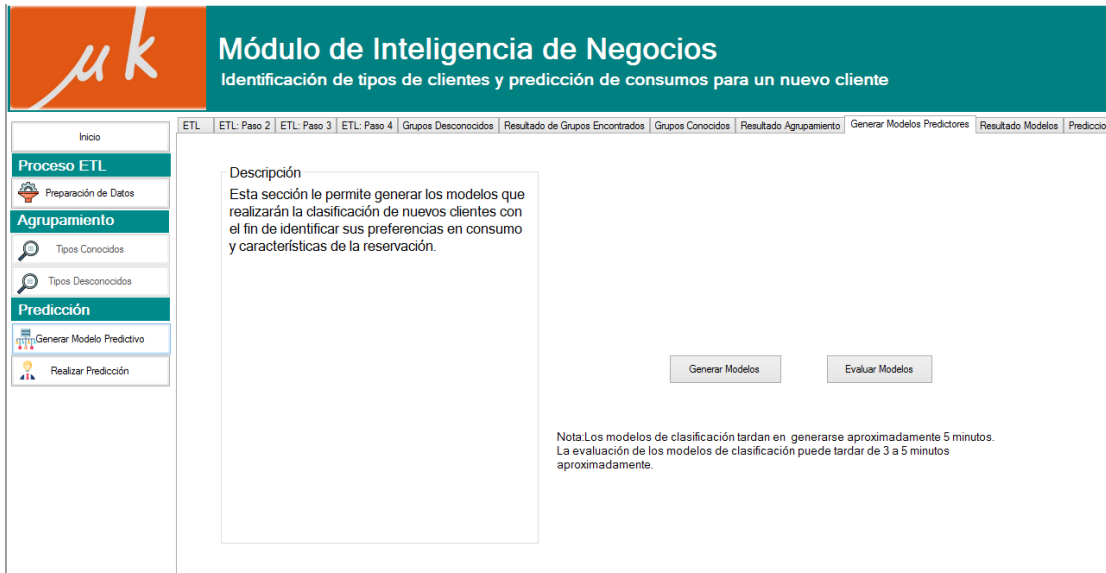 µk
Módulo de Inteligencia de Negocios
Identificación de tipos de clientes y predicción de consumos para un nuevo cliente
Inicio
Proceso ETL
Preparación de Datos
Agrupamiento
Tipos Conocidos
Tipos Desconocidos
Predicción
Generar Modelo Predictivo
Realizar Predicción
ETL ETL: Paso 2 ETL: Paso 3 ETL: Paso 4 Grupos Desconocidos Resultado de Grupos Encontrados Grupos Conocidos Resultado Agrupamiento Generar Modelos Predictores Resultado Modelos Prediccio
Descripción
Esta sección le permite generar los modelos que
realizarán la clasificación de nuevos clientes con
el fin de identificar sus preferencias en consumo
y características de la reservación.
Generar Modelos Evaluar Modelos
Nota:Los modelos de clasificación tardan en generarse aproximadamente 5 minutos.
La evaluación de los modelos de clasificación puede tardar de 3 a 5 minutos
aproximadamente.